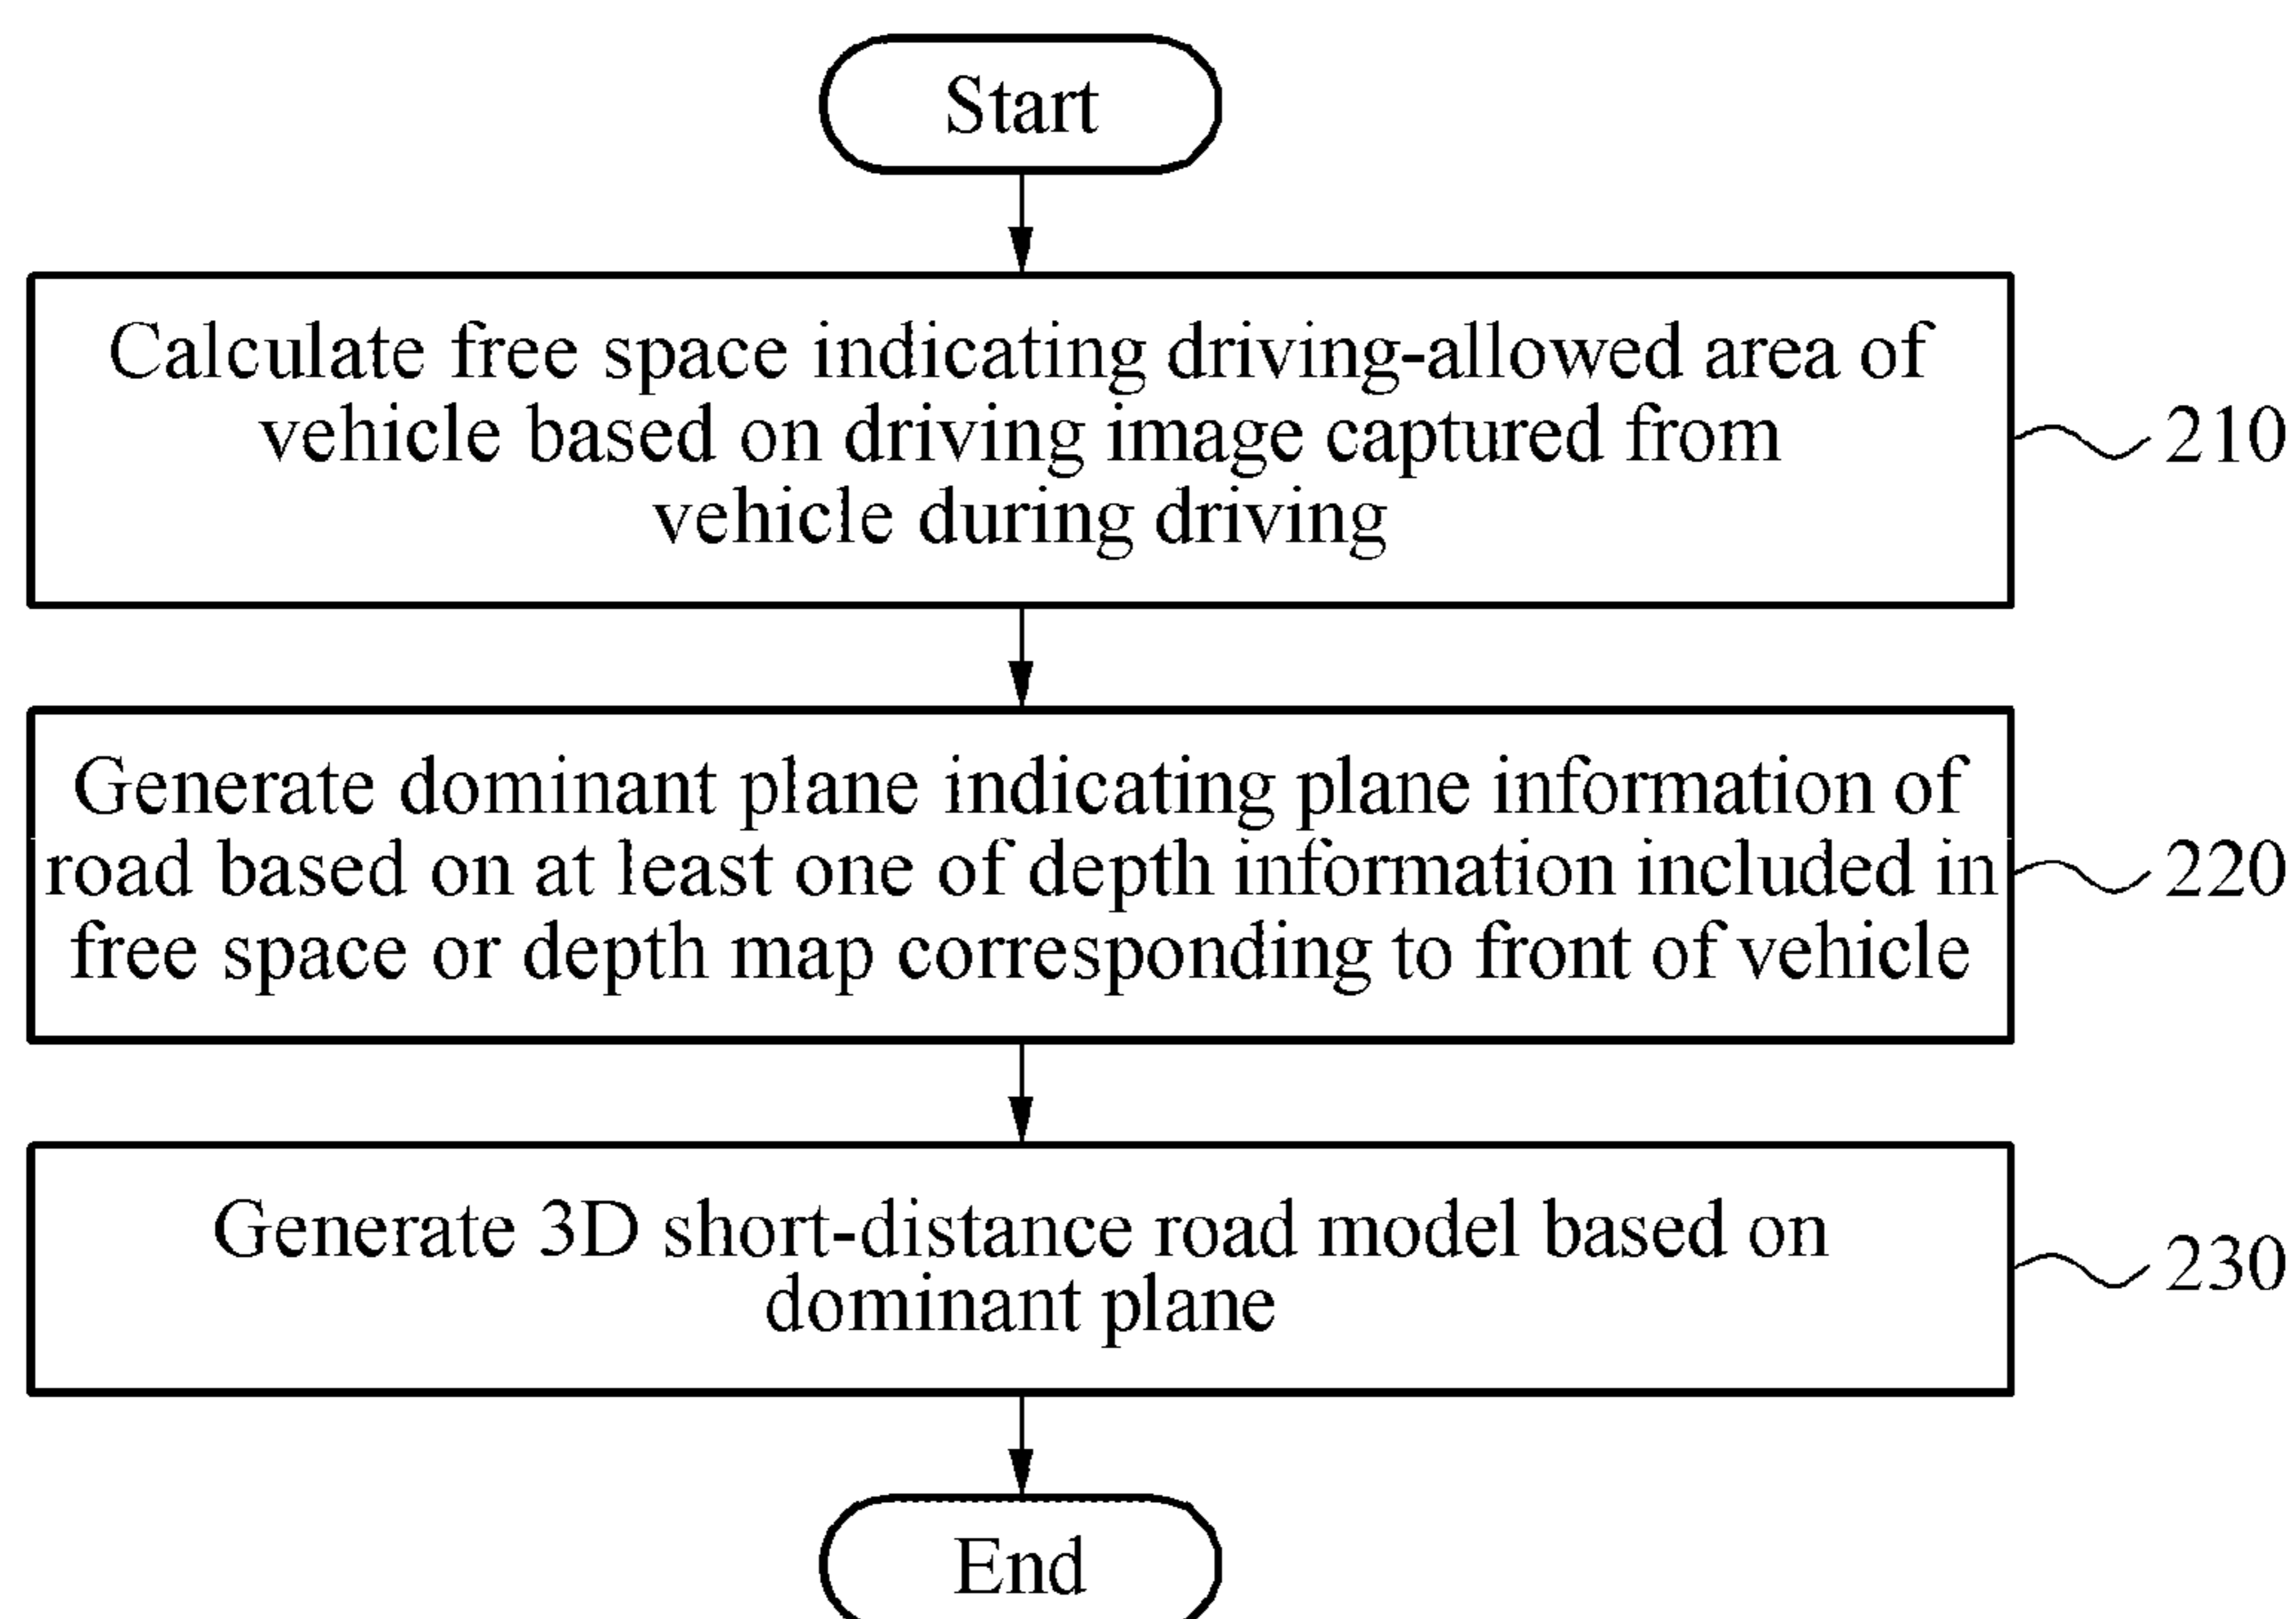 Start
Calculate free space indicating driving-allowed area of
vehicle based on driving image captured from
vehicle during driving
210
Generate dominant plane indicating plane information of
road based on at least one of depth information included in
free space or depth map corresponding to front of vehicle
220
Generate 3D short-distance road model based on
dominant plane
230
End